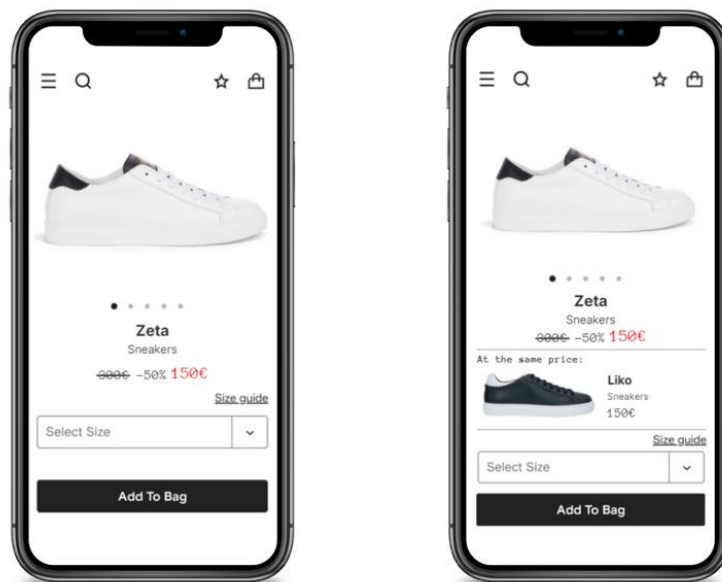 Zeta
Sneakers
300€ -50% 150€
Size guide
Select Size
Add To Bag
Zeta
Sneakers
300€ -50% 150€
At the same price:
Liko
Sneakers
150€
Size guide
Select Size
Add To Bag